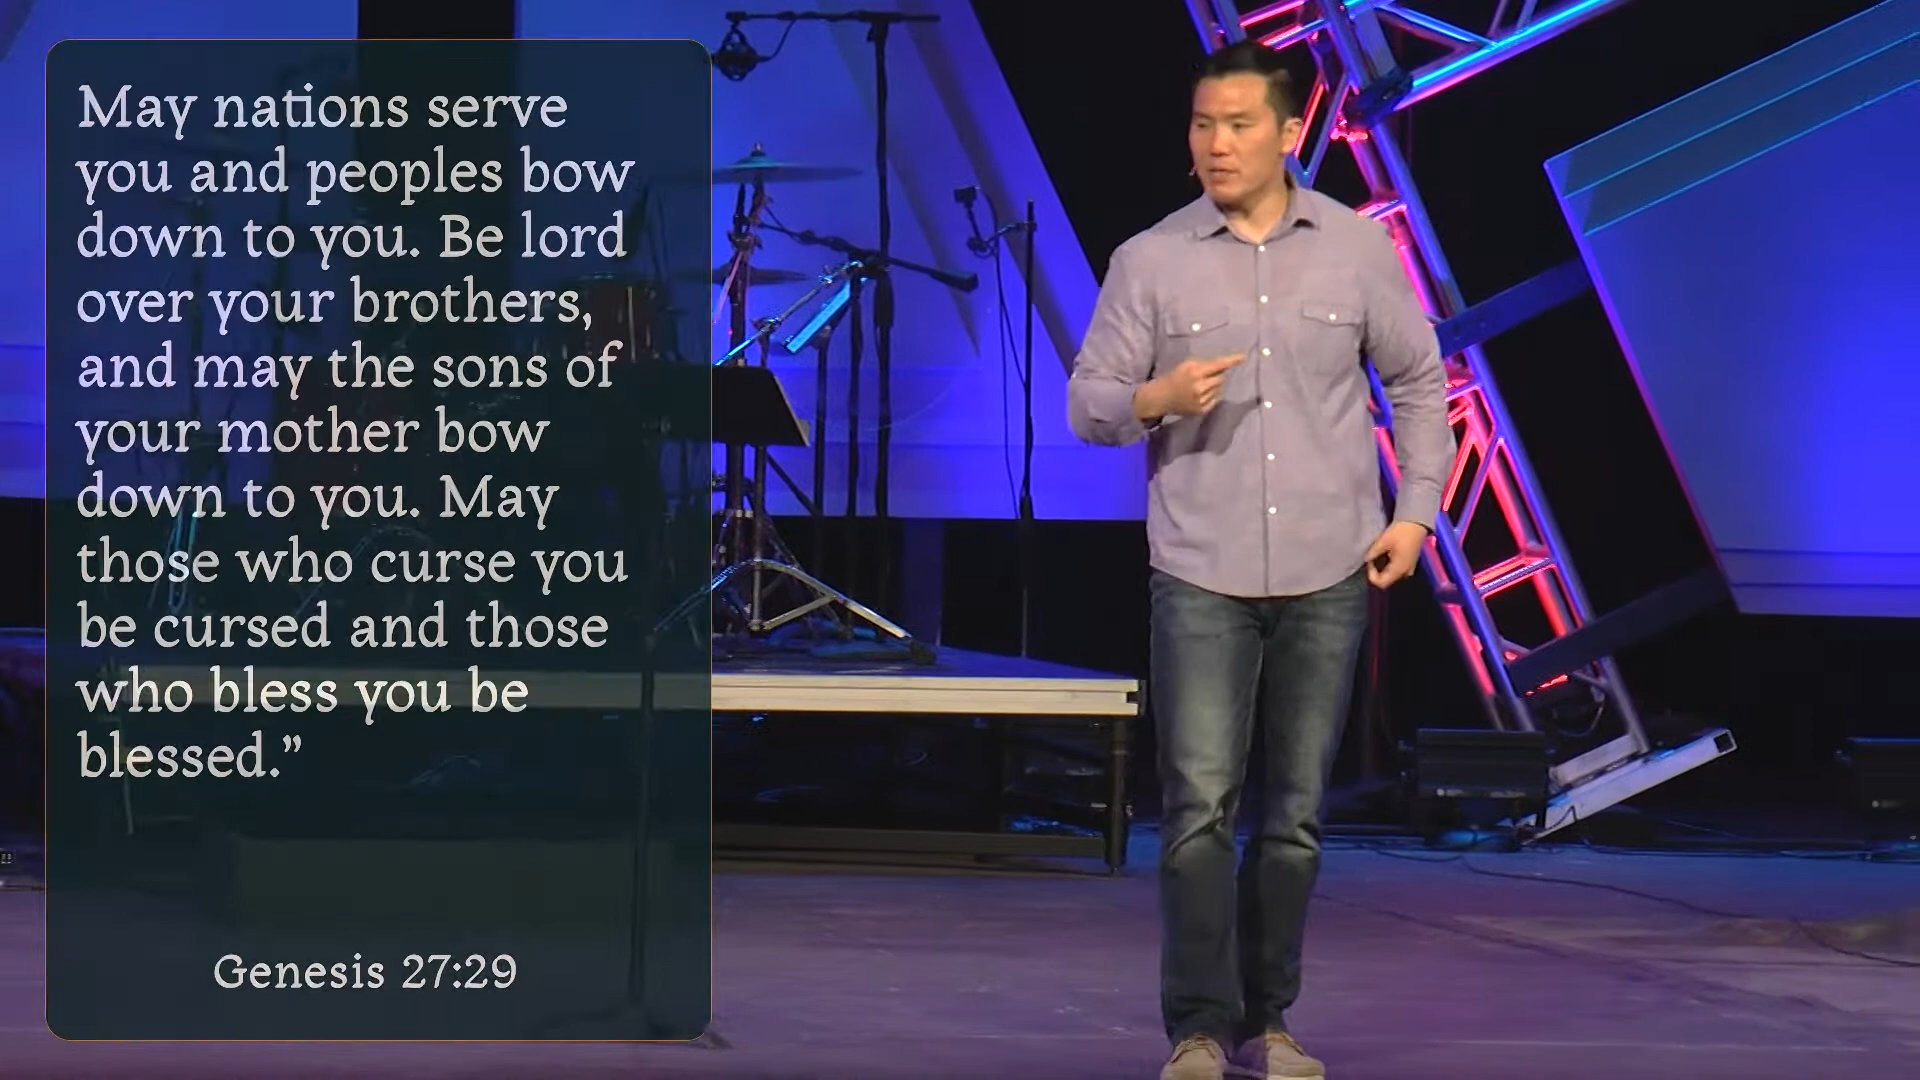 May nations serve
you and peoples bow
down to you. Be lord
over your brothers,
and may the sons of
your mother bow
down to you. May
those who curse you
be cursed and those
who bless you be
blessed.”
Genesis 27:29